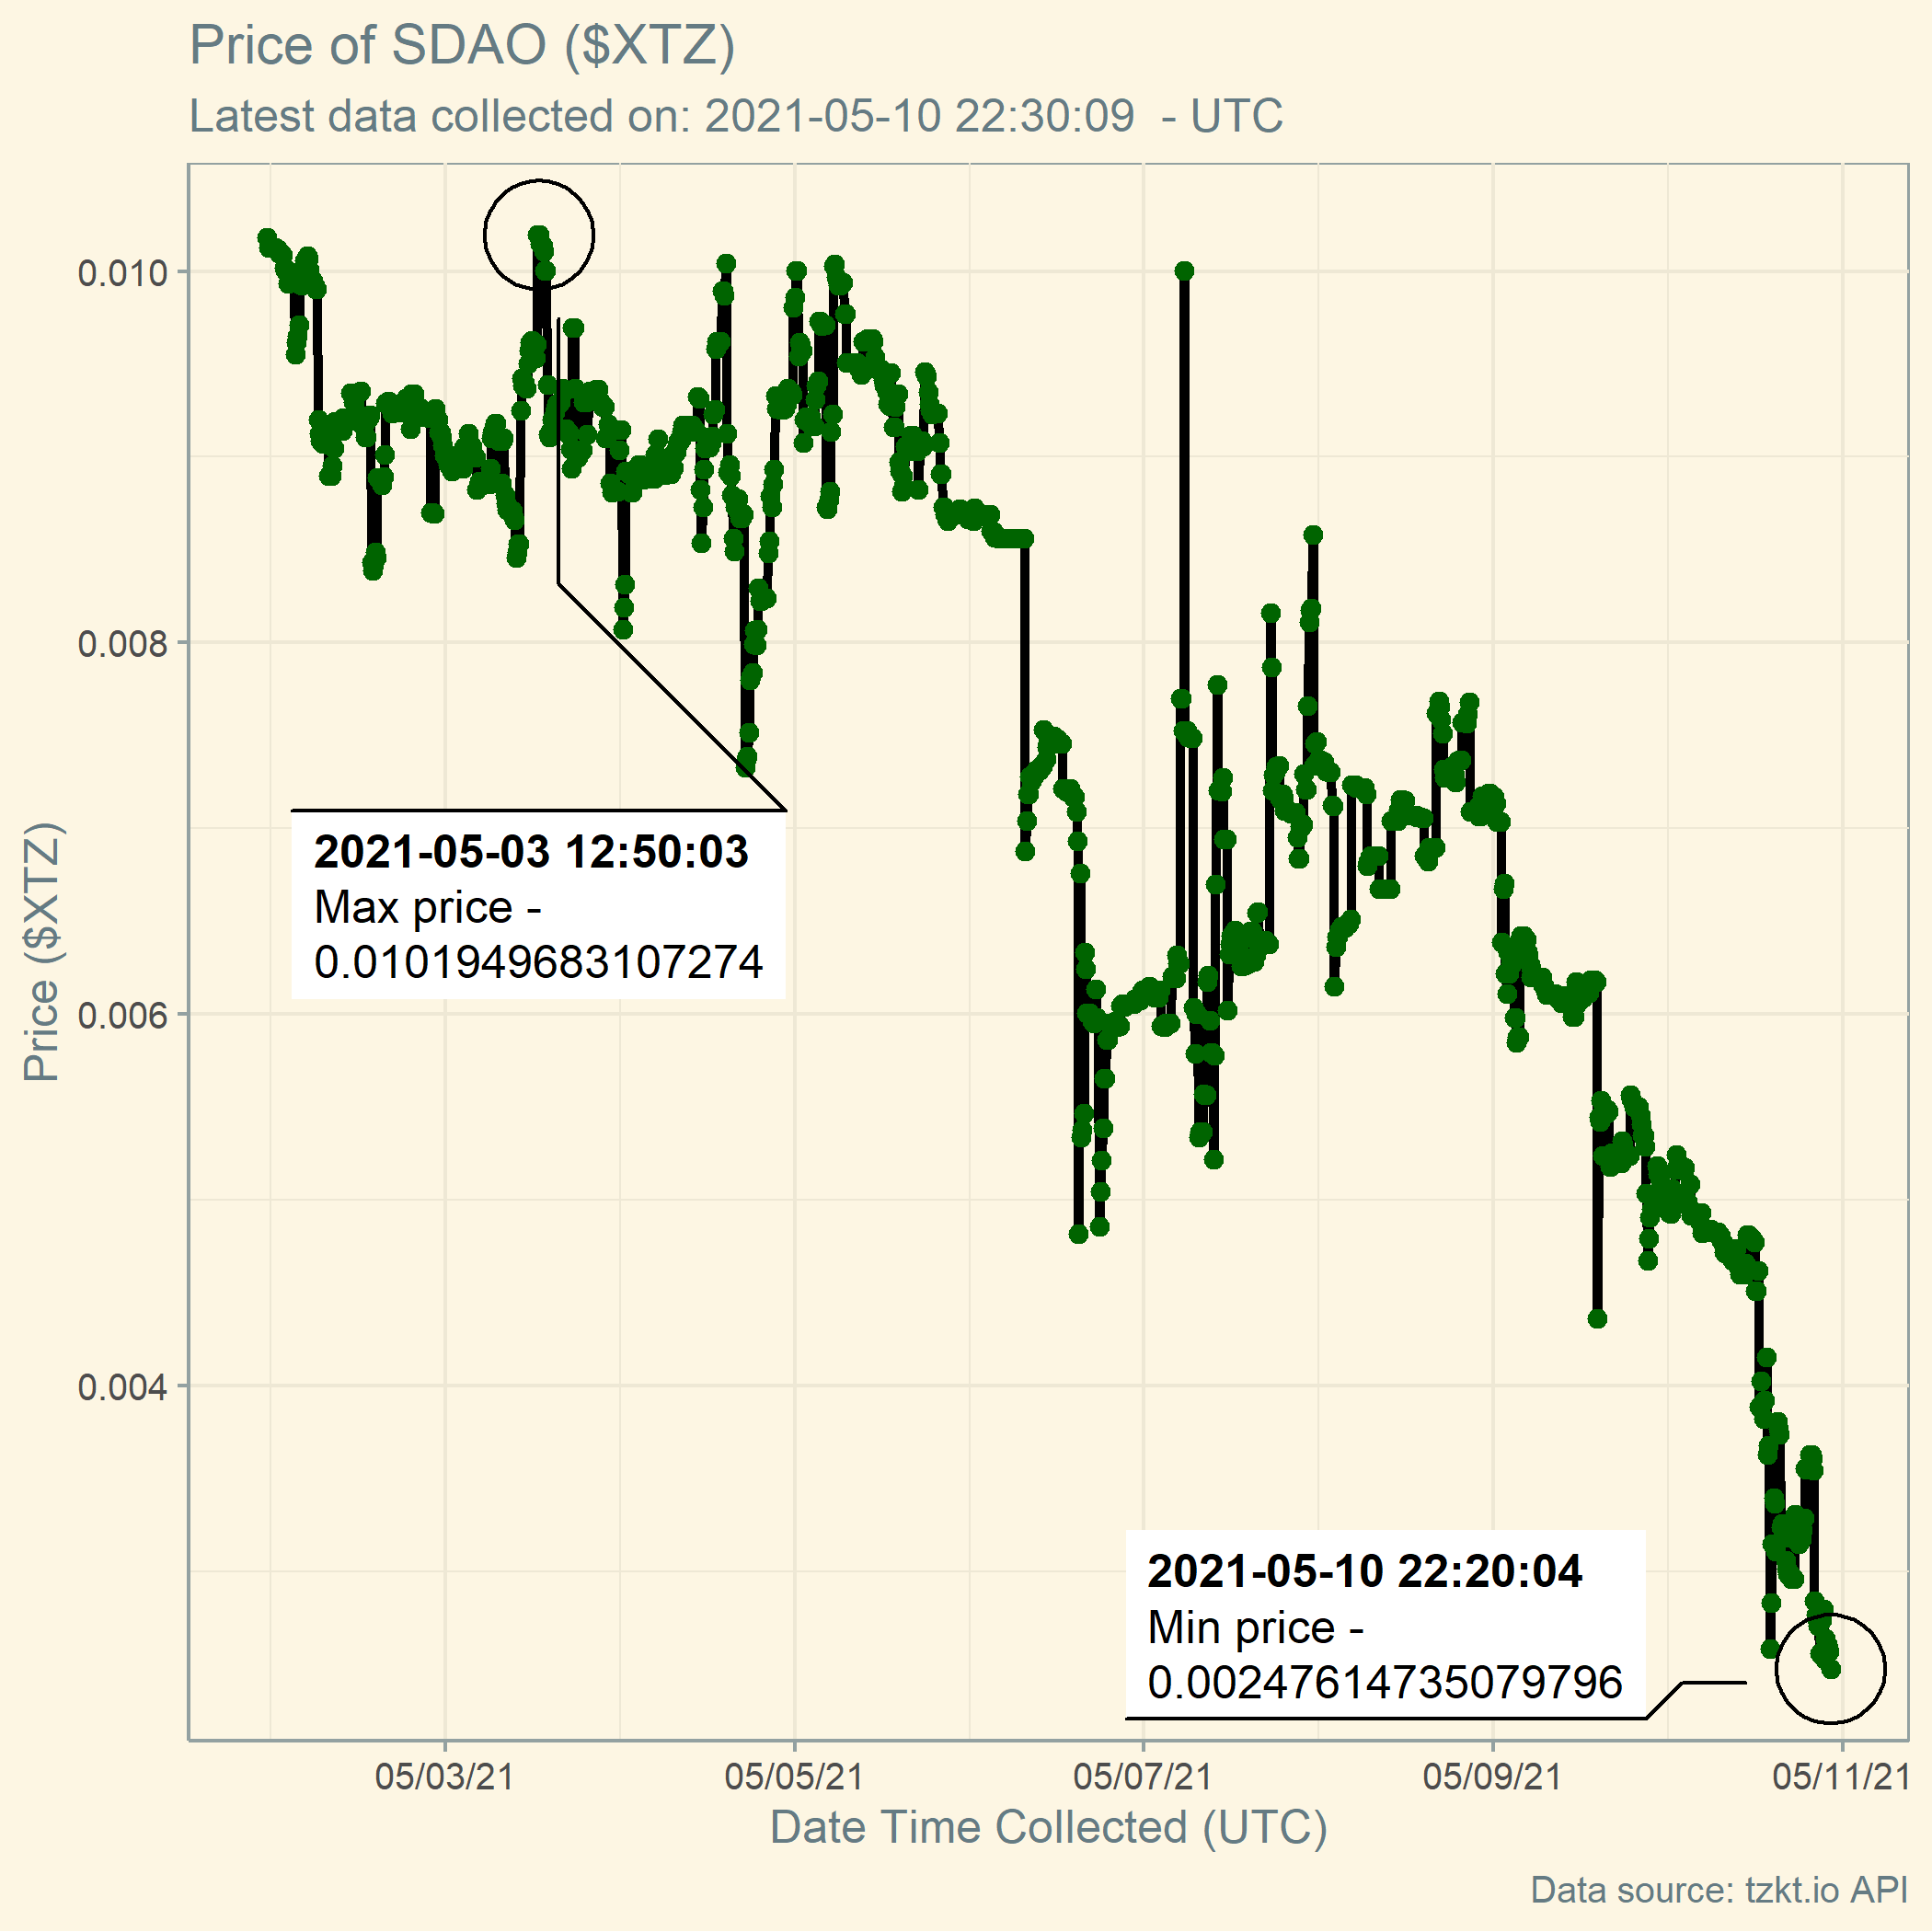 Price of SDAO ($XTZ)
Latest data collected on: 2021-05-10 22:30:09  - UTC
Price ($XTZ)
0.010
0.008
0.006
0.004
2021-05-03 12:50:03
Max price -
0.0101949683107274
2021-05-10 22:20:04
Min price -
0.00247614735079796
05/03/21
05/05/21
05/07/21
05/09/21
05/11/21
Date Time Collected (UTC)
Data source: tzkt.io API